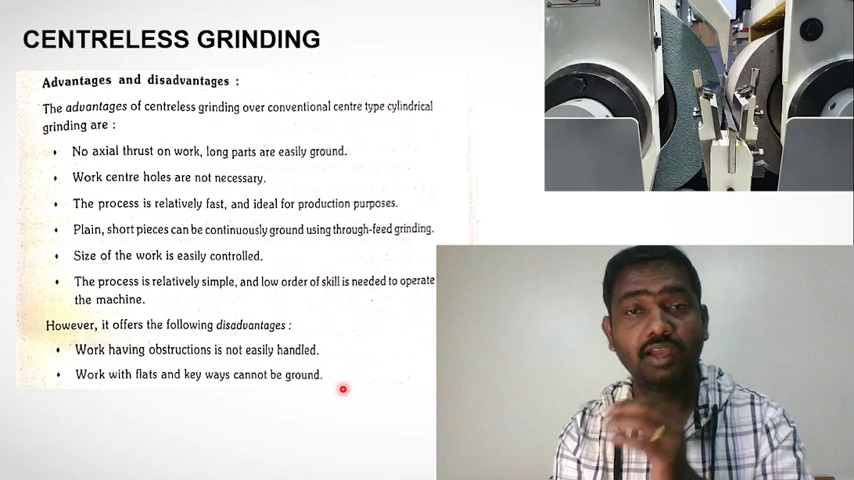 CENTRELESS GRINDING
Advantages and disadvantages :
The advantages of centreless grinding over conventional centre type cylindrical
grinding are :
• No axial thrust on work, long parts are easily ground.
• Work centre holes are not necessary.
• The process is relatively fast, and ideal for production purposes.
• Plain, short pieces can be continuously ground using through-feed grinding.
• Size of the work is easily controlled.
• The process is relatively simple, and low order of skill is needed to operate
the machine.
However, it offers the following disadvantages :
• Work having obstructions is not easily handled.
• Work with flats and key ways cannot be ground.